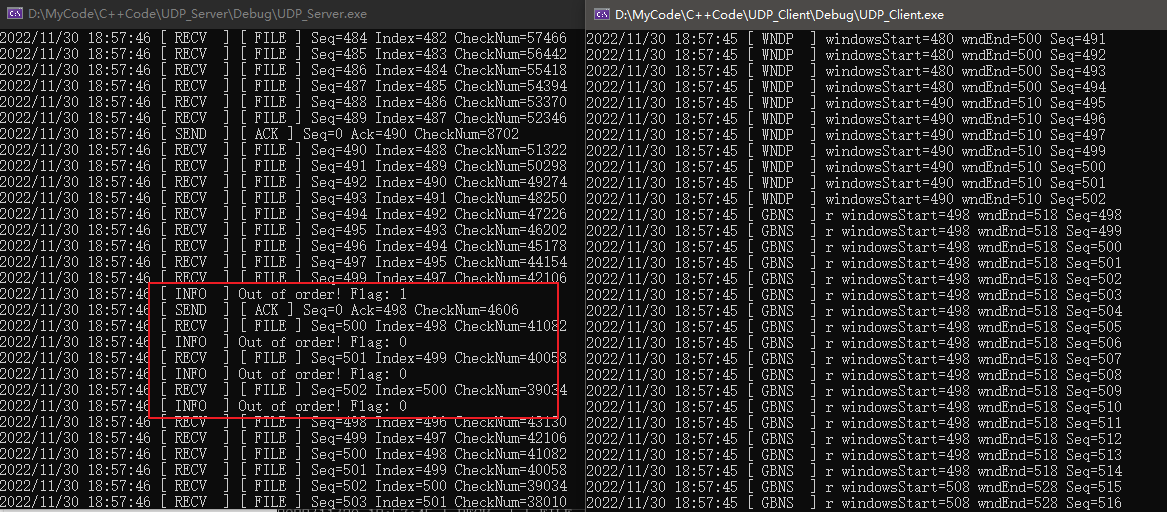 D:\MyCode\C++Code\UDP_Server\Debug\UDP_Server.exe
2022/11/30 18:57:46 [ RECV ] [ FILE ] Seq=484 Index=482 CheckNum=57466
2022/11/30 18:57:46 [ RECV ] [ FILE ] Seq=485 Index=483 CheckNum=56442
2022/11/30 18:57:46 [ RECV ] [ FILE ] Seq=486 Index=484 CheckNum=55418
2022/11/30 18:57:46 [ RECV ] [ FILE ] Seq=487 Index=485 CheckNum=54394
2022/11/30 18:57:46 [ RECV ] [ FILE ] Seq=488 Index=486 CheckNum=53370
2022/11/30 18:57:46 [ RECV ] [ FILE ] Seq=489 Index=487 CheckNum=52346
2022/11/30 18:57:46 [ SEND ] [ ACK ] Seq=0 Ack=490 CheckNum=8702
2022/11/30 18:57:46 [ RECV ] [ FILE ] Seq=490 Index=488 CheckNum=51322
2022/11/30 18:57:46 [ RECV ] [ FILE ] Seq=491 Index=489 CheckNum=50298
2022/11/30 18:57:46 [ RECV ] [ FILE ] Seq=492 Index=490 CheckNum=49274
2022/11/30 18:57:46 [ RECV ] [ FILE ] Seq=493 Index=491 CheckNum=48250
2022/11/30 18:57:46 [ RECV ] [ FILE ] Seq=494 Index=492 CheckNum=47226
2022/11/30 18:57:46 [ RECV ] [ FILE ] Seq=495 Index=493 CheckNum=46202
2022/11/30 18:57:46 [ RECV ] [ FILE ] Seq=496 Index=494 CheckNum=45178
2022/11/30 18:57:46 [ RECV ] [ FILE ] Seq=497 Index=495 CheckNum=44154
2022/11/30 18:57:46 [ RECV ] [ FILE ] Seq=499 Index=497 CheckNum=42106
2022/11/30 18:57:46 [ INFO ] Out of order! Flag: 1
2022/11/30 18:57:46 [ SEND ] [ ACK ] Seq=0 Ack=498 CheckNum=4606
2022/11/30 18:57:46 [ RECV ] [ FILE ] Seq=500 Index=498 CheckNum=41082
2022/11/30 18:57:46 [ INFO ] Out of order! Flag: 0
2022/11/30 18:57:46 [ RECV ] [ FILE ] Seq=501 Index=499 CheckNum=40058
2022/11/30 18:57:46 [ INFO ] Out of order! Flag: 0
2022/11/30 18:57:46 [ RECV ] [ FILE ] Seq=502 Index=500 CheckNum=39034
2022/11/30 18:57:46 [ INFO ] Out of order! Flag: 0
2022/11/30 18:57:46 [ RECV ] [ FILE ] Seq=498 Index=496 CheckNum=43130
2022/11/30 18:57:46 [ RECV ] [ FILE ] Seq=499 Index=497 CheckNum=42106
2022/11/30 18:57:46 [ RECV ] [ FILE ] Seq=500 Index=498 CheckNum=41082
2022/11/30 18:57:46 [ RECV ] [ FILE ] Seq=501 Index=499 CheckNum=40058
2022/11/30 18:57:46 [ RECV ] [ FILE ] Seq=502 Index=500 CheckNum=39034
2022/11/30 18:57:46 [ RECV ] [ FILE ] Seq=503 Index=501 CheckNum=38010
D:\MyCode\C++Code\UDP_Client\Debug\UDP_Client.exe
2022/11/30 18:57:45 [ WNDP ] windowsStart=480 wndEnd=500 Seq=491
2022/11/30 18:57:45 [ WNDP ] windowsStart=480 wndEnd=500 Seq=492
2022/11/30 18:57:45 [ WNDP ] windowsStart=480 wndEnd=500 Seq=493
2022/11/30 18:57:45 [ WNDP ] windowsStart=480 wndEnd=500 Seq=494
2022/11/30 18:57:45 [ WNDP ] windowsStart=490 wndEnd=510 Seq=495
2022/11/30 18:57:45 [ WNDP ] windowsStart=490 wndEnd=510 Seq=496
2022/11/30 18:57:45 [ WNDP ] windowsStart=490 wndEnd=510 Seq=497
2022/11/30 18:57:45 [ WNDP ] windowsStart=490 wndEnd=510 Seq=499
2022/11/30 18:57:45 [ WNDP ] windowsStart=490 wndEnd=510 Seq=500
2022/11/30 18:57:45 [ WNDP ] windowsStart=490 wndEnd=510 Seq=501
2022/11/30 18:57:45 [ WNDP ] windowsStart=490 wndEnd=510 Seq=502
2022/11/30 18:57:45 [ GBNS ] r windowsStart=498 wndEnd=518 Seq=498
2022/11/30 18:57:45 [ GBNS ] r windowsStart=498 wndEnd=518 Seq=499
2022/11/30 18:57:45 [ GBNS ] r windowsStart=498 wndEnd=518 Seq=500
2022/11/30 18:57:45 [ GBNS ] r windowsStart=498 wndEnd=518 Seq=501
2022/11/30 18:57:45 [ GBNS ] r windowsStart=498 wndEnd=518 Seq=502
2022/11/30 18:57:45 [ GBNS ] r windowsStart=498 wndEnd=518 Seq=503
2022/11/30 18:57:45 [ GBNS ] r windowsStart=498 wndEnd=518 Seq=504
2022/11/30 18:57:45 [ GBNS ] r windowsStart=498 wndEnd=518 Seq=505
2022/11/30 18:57:45 [ GBNS ] r windowsStart=498 wndEnd=518 Seq=506
2022/11/30 18:57:45 [ GBNS ] r windowsStart=498 wndEnd=518 Seq=507
2022/11/30 18:57:45 [ GBNS ] r windowsStart=498 wndEnd=518 Seq=508
2022/11/30 18:57:45 [ GBNS ] r windowsStart=498 wndEnd=518 Seq=509
2022/11/30 18:57:45 [ GBNS ] r windowsStart=498 wndEnd=518 Seq=510
2022/11/30 18:57:45 [ GBNS ] r windowsStart=498 wndEnd=518 Seq=511
2022/11/30 18:57:45 [ GBNS ] r windowsStart=498 wndEnd=518 Seq=512
2022/11/30 18:57:45 [ GBNS ] r windowsStart=498 wndEnd=518 Seq=513
2022/11/30 18:57:45 [ GBNS ] r windowsStart=498 wndEnd=518 Seq=514
2022/11/30 18:57:45 [ GBNS ] r windowsStart=508 wndEnd=528 Seq=515
2022/11/30 18:57:45 [ GBNS ] r windowsStart=508 wndEnd=528 Seq=516